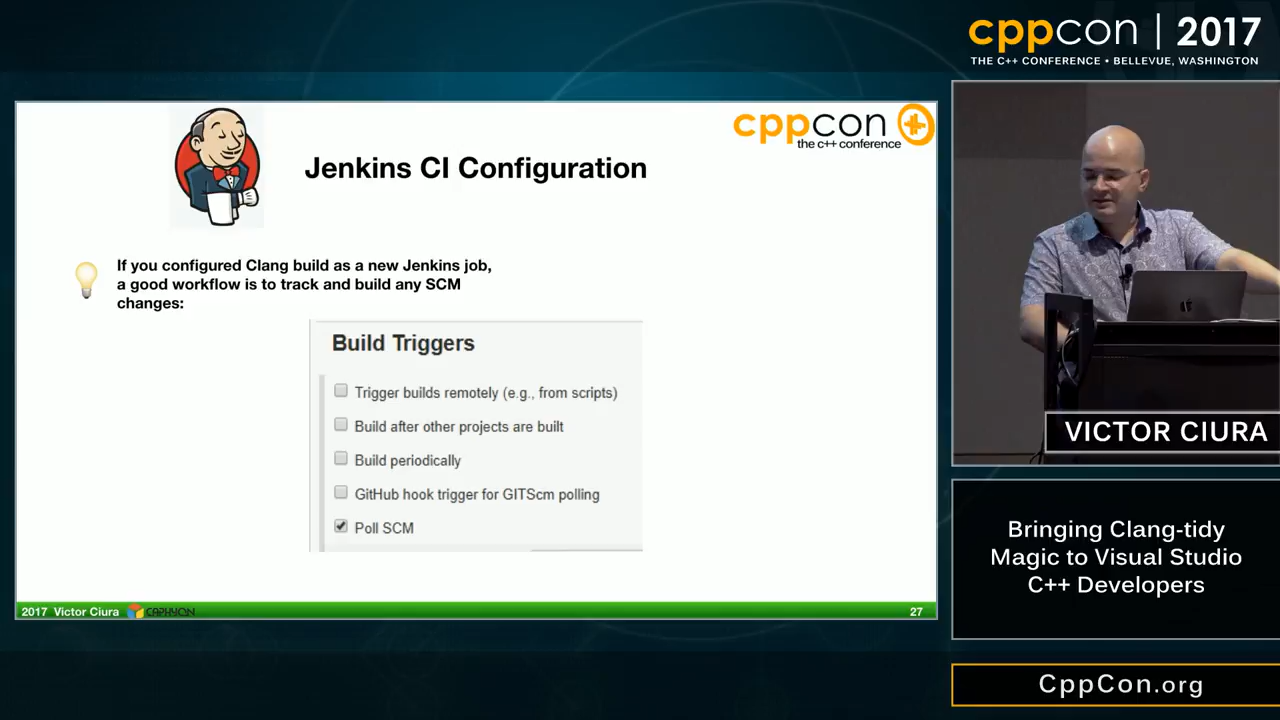 cppcon | 2017
THE C++ CONFERENCE • BELLEVUE, WASHINGTON
cppcon
the c++ conference
Jenkins CI Configuration
If you configured Clang build as a new Jenkins job,
a good workflow is to track and build any SCM
changes:
Build Triggers
Trigger builds remotely (e.g., from scripts)
Build after other projects are built
Build periodically
GitHub hook trigger for GITScm polling
Poll SCM
2017 Victor Ciura CAPHYON
27
VICTOR CIURA
Bringing Clang-tidy
Magic to Visual Studio
C++ Developers
CppCon.org